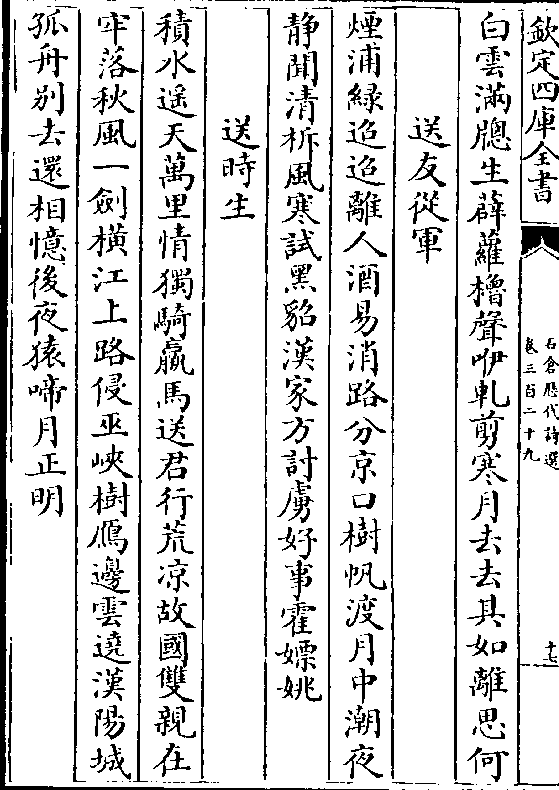 欽定四庫全書
石倉歴代詩選
卷三百二十九
十七
白雲滿牕生薜蘿櫓聲咿軋剪寒月去去其如離思何
送友從軍
煙浦緑迢迢離人酒易消路分京口樹帆渡月中潮夜
静聞清柝風寒試黑貂漢家方討虜好事霍嫖姚
送時生
積水遥天萬里情獨騎羸馬送君行荒凉故國雙親在
牢落秋風一劍横江上路侵巫峽樹鴈邊雲遶漢陽城
孤舟别去還相憶後夜猿啼月正明